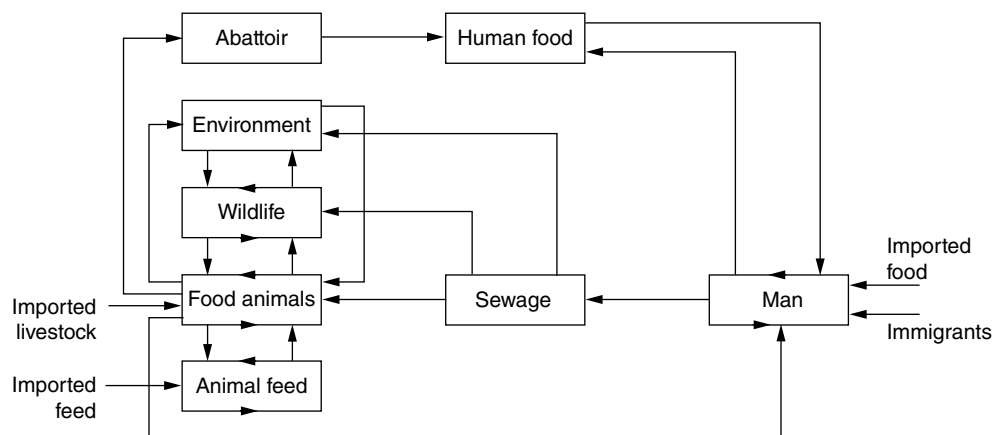 Abattoir
Human food
Environment
Wildlife
Imported
food
Food animals
Sewage
Man
Imported
livestock
Immigrants
Animal feed
Imported
feed